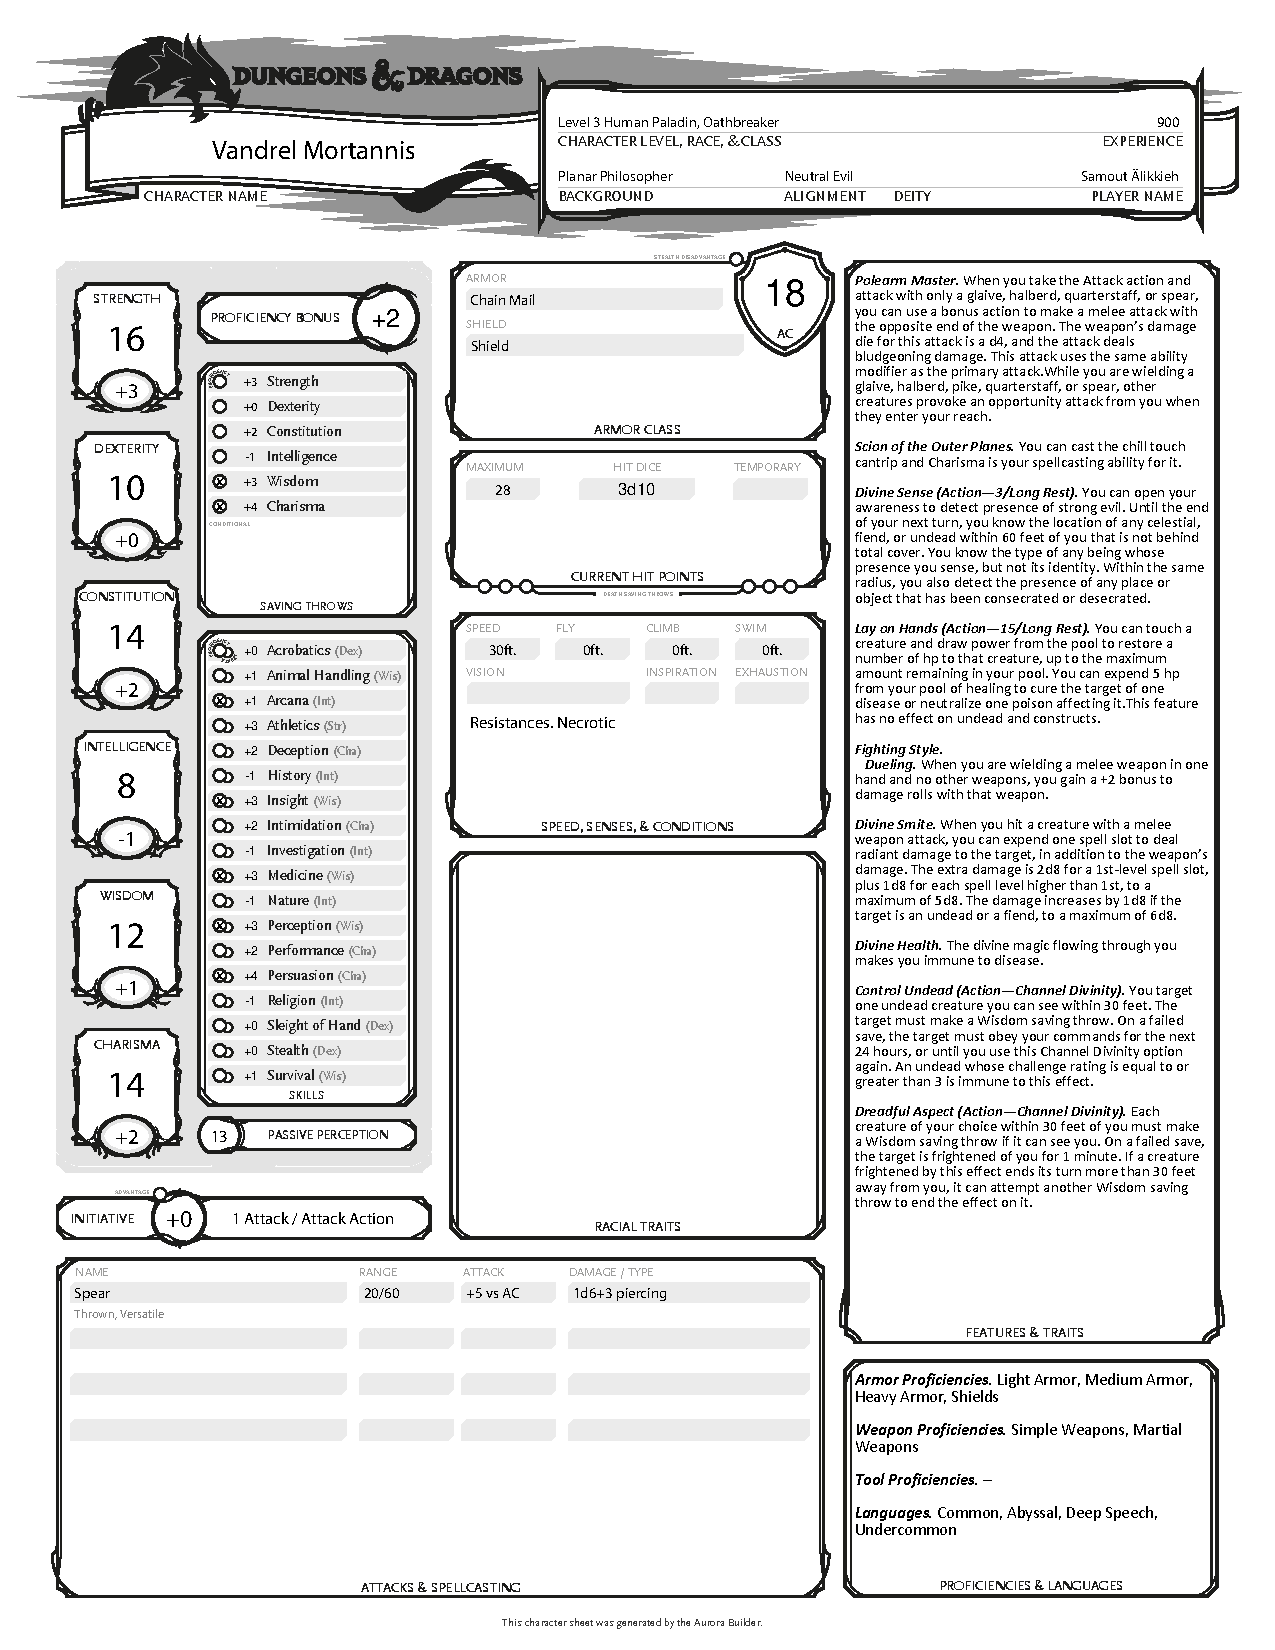 DUNGEONS & DRAGONS
Vandrel Mortannis
CHARACTER NAME
Level 3 Human Paladin, Oathbreaker 900
CHARACTER LEVEL, RACE, & CLASS EXPERIENCE
Planar Philosopher Neutral Evil Samout Älikkieh
BACKGROUND ALIGNMENT DEITY PLAYER NAME
STRENGTH
16
+3
DEXTERITY
10
+0
CONSTITUTION
14
+2
INTELLIGENCE
8
-1
WISDOM
12
+1
CHARISMA
14
+2
PROFICIENCY BONUS +2
+3 Strength
+0 Dexterity
+2 Constitution
-1 Intelligence
+3 Wisdom
+4 Charisma
CONDITIONAL
SAVING THROWS
+0 Acrobatics (Dex)
+1 Animal Handling (Wis)
+1 Arcana (Int)
+3 Athletics (Str)
+2 Deception (Cha)
-1 History (Int)
+3 Insight (Wis)
+2 Intimidation (Cha)
-1 Investigation (Int)
+3 Medicine (Wis)
-1 Nature (Int)
+3 Perception (Wis)
+2 Performance (Cha)
+4 Persuasion (Cha)
-1 Religion (Int)
+0 Sleight of Hand (Dex)
+0 Stealth (Dex)
+1 Survival (Wis)
SKILLS
13 PASSIVE PERCEPTION
ADVANTAGE
INITIATIVE +0 1 Attack / Attack Action
STEALTH DISADVANTAGE
ARMOR
Chain Mail
SHIELD
Shield
18
AC
ARMOR CLASS
MAXIMUM HIT DICE TEMPORARY
28 3d10
CURRENT HIT POINTS
DEATH SAVING THROWS
SPEED FLY CLIMB SWIM
30ft. 0ft. 0ft. 0ft.
VISION INSPIRATION EXHAUSTION
Resistances. Necrotic
SPEED, SENSES, & CONDITIONS
RACIAL TRAITS
NAME RANGE ATTACK DAMAGE / TYPE
Spear 20/60 +5 vs AC 1d6+3 piercing
Thrown, Versatile
ATTACKS & SPELLCASTING
Polearm Master. When you take the Attack action and
attack with only a glaive, halberd, quarterstaff, or spear,
you can use a bonus action to make a melee attack with
the opposite end of the weapon. The weapon's damage
die for this attack is a d4, and the attack deals
bludgeoning damage. This attack uses the same ability
modifier as the primary attack.While you are wielding a
glaive, halberd, pike, quarterstaff, or spear, other
creatures provoke an opportunity attack from you when
they enter your reach.
Scion of the Outer Planes. You can cast the chill touch
cantrip and Charisma is your spellcasting ability for it.
Divine Sense (Action—3/Long Rest). You can open your
awareness to detect presence of strong evil. Until the end
of your next turn, you know the location of any celestial,
fiend, or undead within 60 feet of you that is not behind
total cover. You know the type of any being whose
presence you sense, but not its identity. Within the same
radius, you also detect the presence of any place or
object that has been consecrated or desecrated.
Lay on Hands (Action—15/Long Rest). You can touch a
creature and draw power from the pool to restore a
number of hp to that creature, up to the maximum
amount remaining in your pool. You can expend 5 hp
from your pool of healing to cure the target of one
disease or neutralize one poison affecting it.This feature
has no effect on undead and constructs.
Fighting Style.
Dueling. When you are wielding a melee weapon in one
hand and no other weapons, you gain a +2 bonus to
damage rolls with that weapon.
Divine Smite. When you hit a creature with a melee
weapon attack, you can expend one spell slot to deal
radiant damage to the target, in addition to the weapon's
damage. The extra damage is 2d8 for a 1st-level spell slot,
plus 1d8 for each spell level higher than 1st, to a
maximum of 5d8. The damage increases by 1d8 if the
target is an undead or a fiend, to a maximum of 6d8.
Divine Health. The divine magic flowing through you
makes you immune to disease.
Control Undead (Action—Channel Divinity). You target
one undead creature you can see within 30 feet. The
target must make a Wisdom saving throw. On a failed
save, the target must obey your commands for the next
24 hours, or until you use this Channel Divinity option
again. An undead whose challenge rating is equal to or
greater than 3 is immune to this effect.
Dreadful Aspect (Action—Channel Divinity). Each
creature of your choice within 30 feet of you must make
a Wisdom saving throw if it can see you. On a failed save,
the target is frightened of you for 1 minute. If a creature
frightened by this effect ends its turn more than 30 feet
away from you, it can attempt another Wisdom saving
throw to end the effect on it.
FEATURES & TRAITS
Armor Proficiencies. Light Armor, Medium Armor,
Heavy Armor, Shields
Weapon Proficiencies. Simple Weapons, Martial
Weapons
Tool Proficiencies. –
Languages. Common, Abyssal, Deep Speech,
Undercommon
PROFICIENCIES & LANGUAGES
This character sheet was generated by the Aurora Builder.